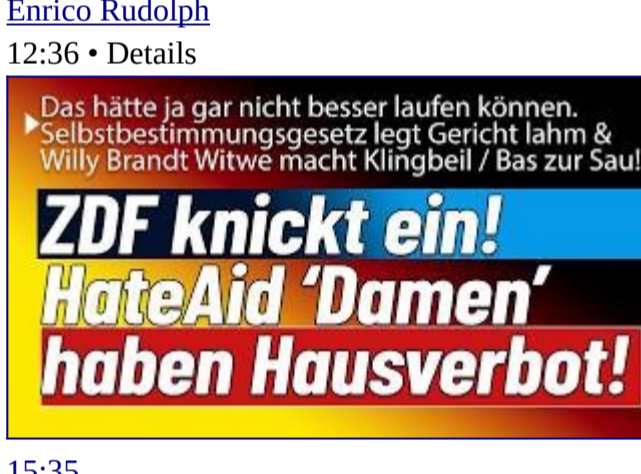 Enrico Rudolph
12:36 • Details
Das hätte ja gar nicht besser laufen können.
Selbstbestimmungsgesetz legt Gericht lahm &
Willy Brandt Witwe macht Klingbeil / Bas zur Sau!
ZDF knickt ein!
HateAid ‘Damen’
haben Hausverbot!
15:35